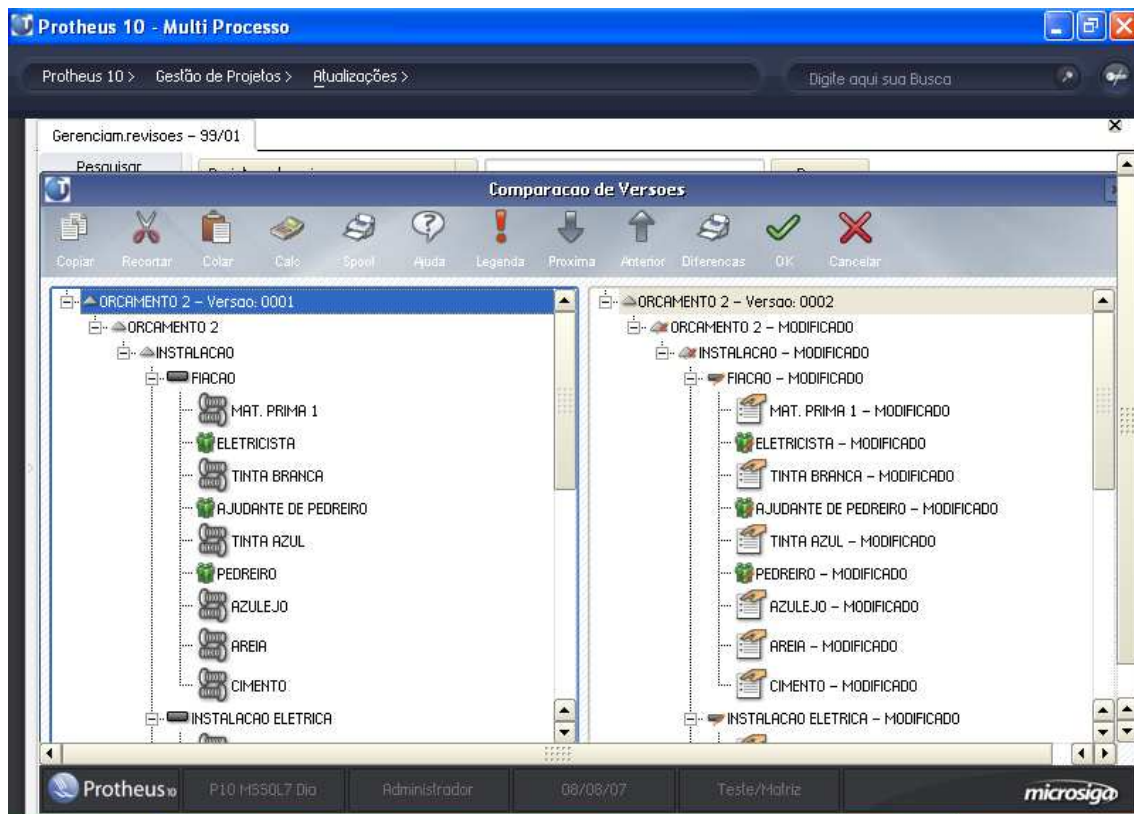 Protheus 10 - Multi Processo
Protheus 10 > Gestão de Projetos > Atualizações >
Digite aqui sua Busca
Gerenciam.revisoes - 99/01
Pesquisar
Comparacao de Versoes
Copiar Recortar Colar Calc Spool Ajuda Legenda Proxima Anterior Diferencas OK Cancelar
ORCAMENTO 2 - Versao: 0001
ORCAMENTO 2
INSTALACAO
FIACAO
MAT. PRIMA 1
ELETRICISTA
TINTA BRANCA
AJUDANTE DE PEDREIRO
TINTA AZUL
PEDREIRO
AZULEJO
AREIA
CIMENTO
INSTALACAO ELETRICA
ORCAMENTO 2 - Versao: 0002
ORCAMENTO 2 - MODIFICADO
INSTALACAO - MODIFICADO
FIACAO - MODIFICADO
MAT. PRIMA 1 - MODIFICADO
ELETRICISTA - MODIFICADO
TINTA BRANCA - MODIFICADO
AJUDANTE DE PEDREIRO - MODIFICADO
TINTA AZUL - MODIFICADO
PEDREIRO - MODIFICADO
AZULEJO - MODIFICADO
AREIA - MODIFICADO
CIMENTO - MODIFICADO
INSTALACAO ELETRICA - MODIFICADO
Protheus 10
P10 MSSQL7 Dia
Administrador
08/08/07
Teste/Matriz
microsiga